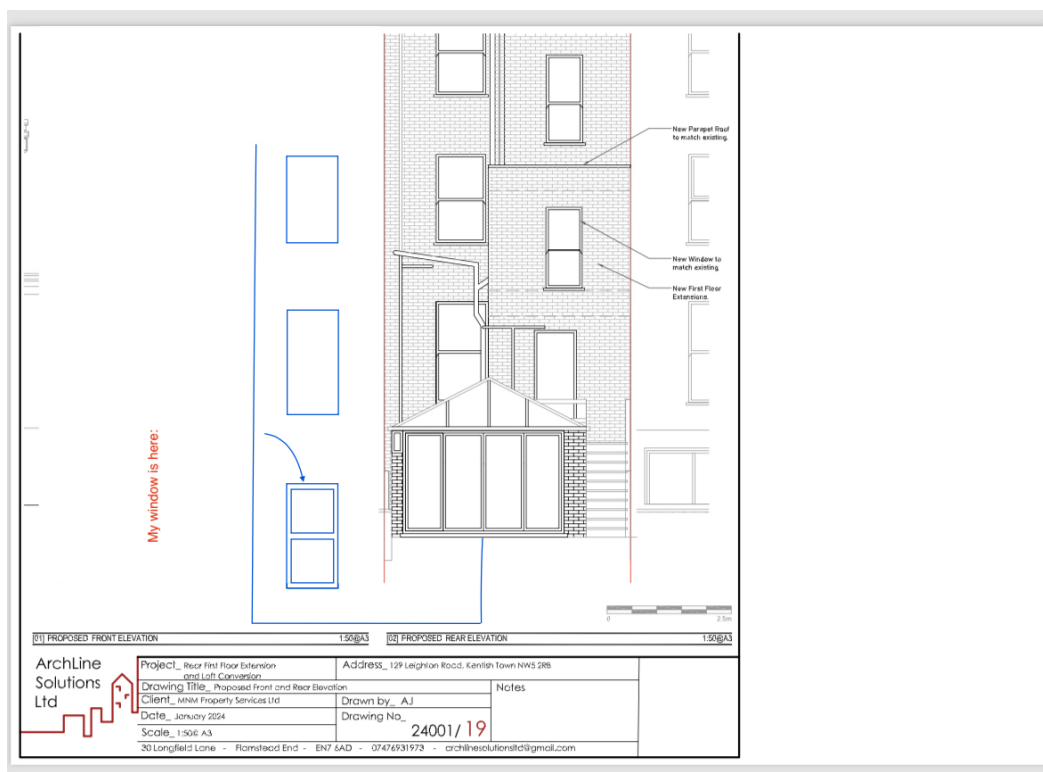 New Parapet Roof
to match existing.
New Window to
match existing
New First Floor
Extensions.
My window is here:
0
2.5m
01] PROPOSED FRONT ELEVATION
1:50@A3
02] PROPOSED REAR ELEVATION
1:50@A3
ArchLine
Solutions
Ltd
Project_ Rear First Floor Extension
and Loft Conversion
Address_ 129 Leighton Road, Kentish Town NW5 2RB
Drawing Title_ Proposed Front and Rear Elevation
Notes
Client_ MNM Property Services Ltd
Drawn by_ AJ
Date_ January 2024
Drawing No_
24001/ 19
Scale_ 1:50@ A3
30 Longfield Lane - Flamstead End - EN7 6AD - 07476931973 - archlinesolutionsltd@gmail.com